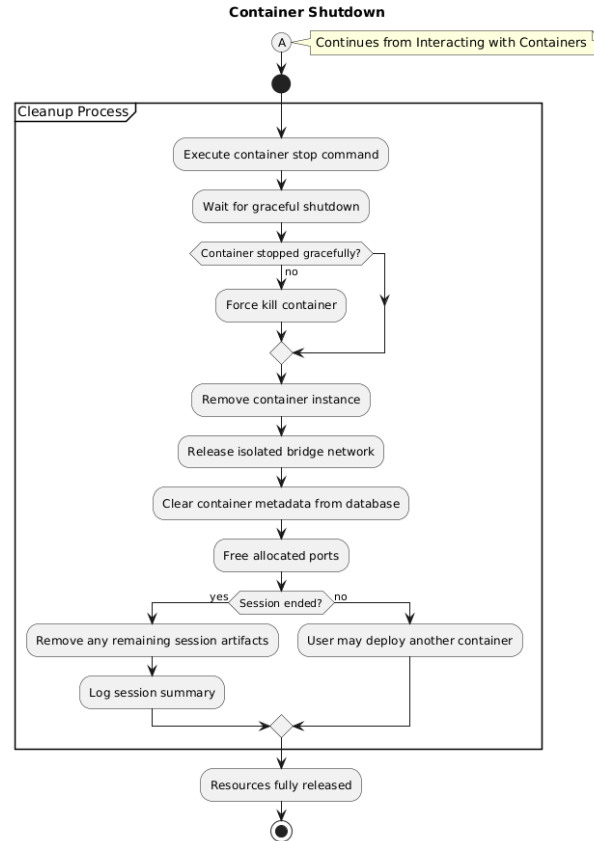 Container Shutdown
A
Continues from Interacting with Containers
Cleanup Process
Execute container stop command
Wait for graceful shutdown
Container stopped gracefully?
no
Force kill container
Remove container instance
Release isolated bridge network
Clear container metadata from database
Free allocated ports
yes
Session ended?
no
Remove any remaining session artifacts
User may deploy another container
Log session summary
Resources fully released